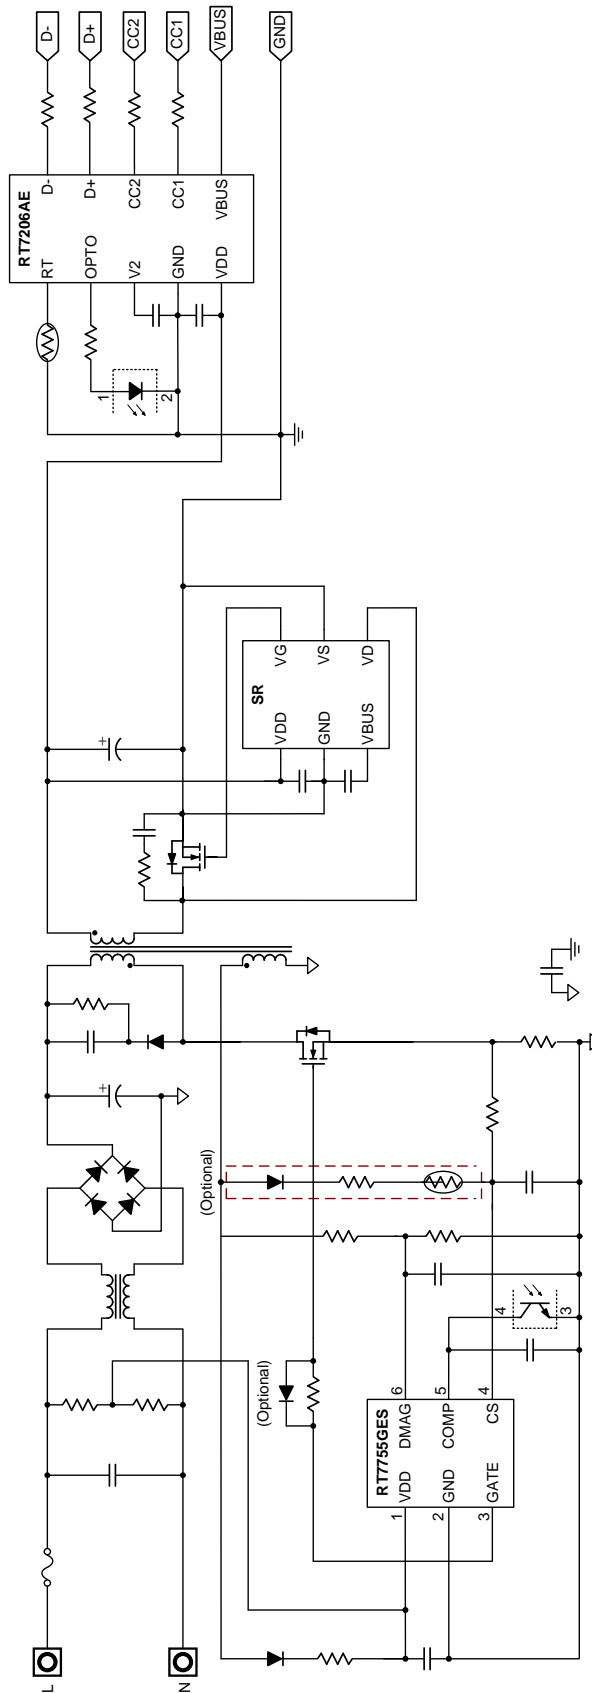 L
N
(Optional)
(Optional)
RT7755GES
1 VDD
DMAG 6
2 GND
COMP 5
3 GATE
CS 4
4
3
+
+
SR
VDD
VG
GND
VS
VBUS
VD
1
2
RT7206AE
RT
D-
OPTO
D+
V2
CC2
GND
CC1
VDD
VBUS
D-
D+
CC2
CC1
VBUS
GND